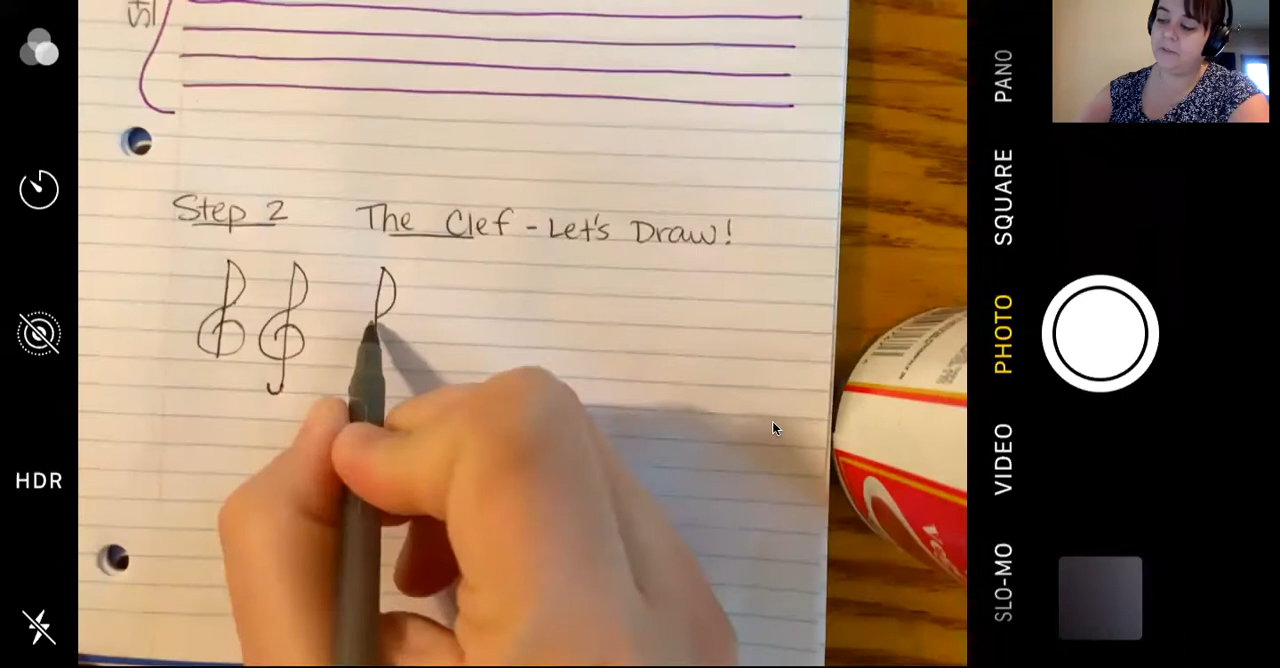 Step 2 The Clef - Let's Draw!
HDR
PANO
SQUARE
PHOTO
VIDEO
SLO-MO